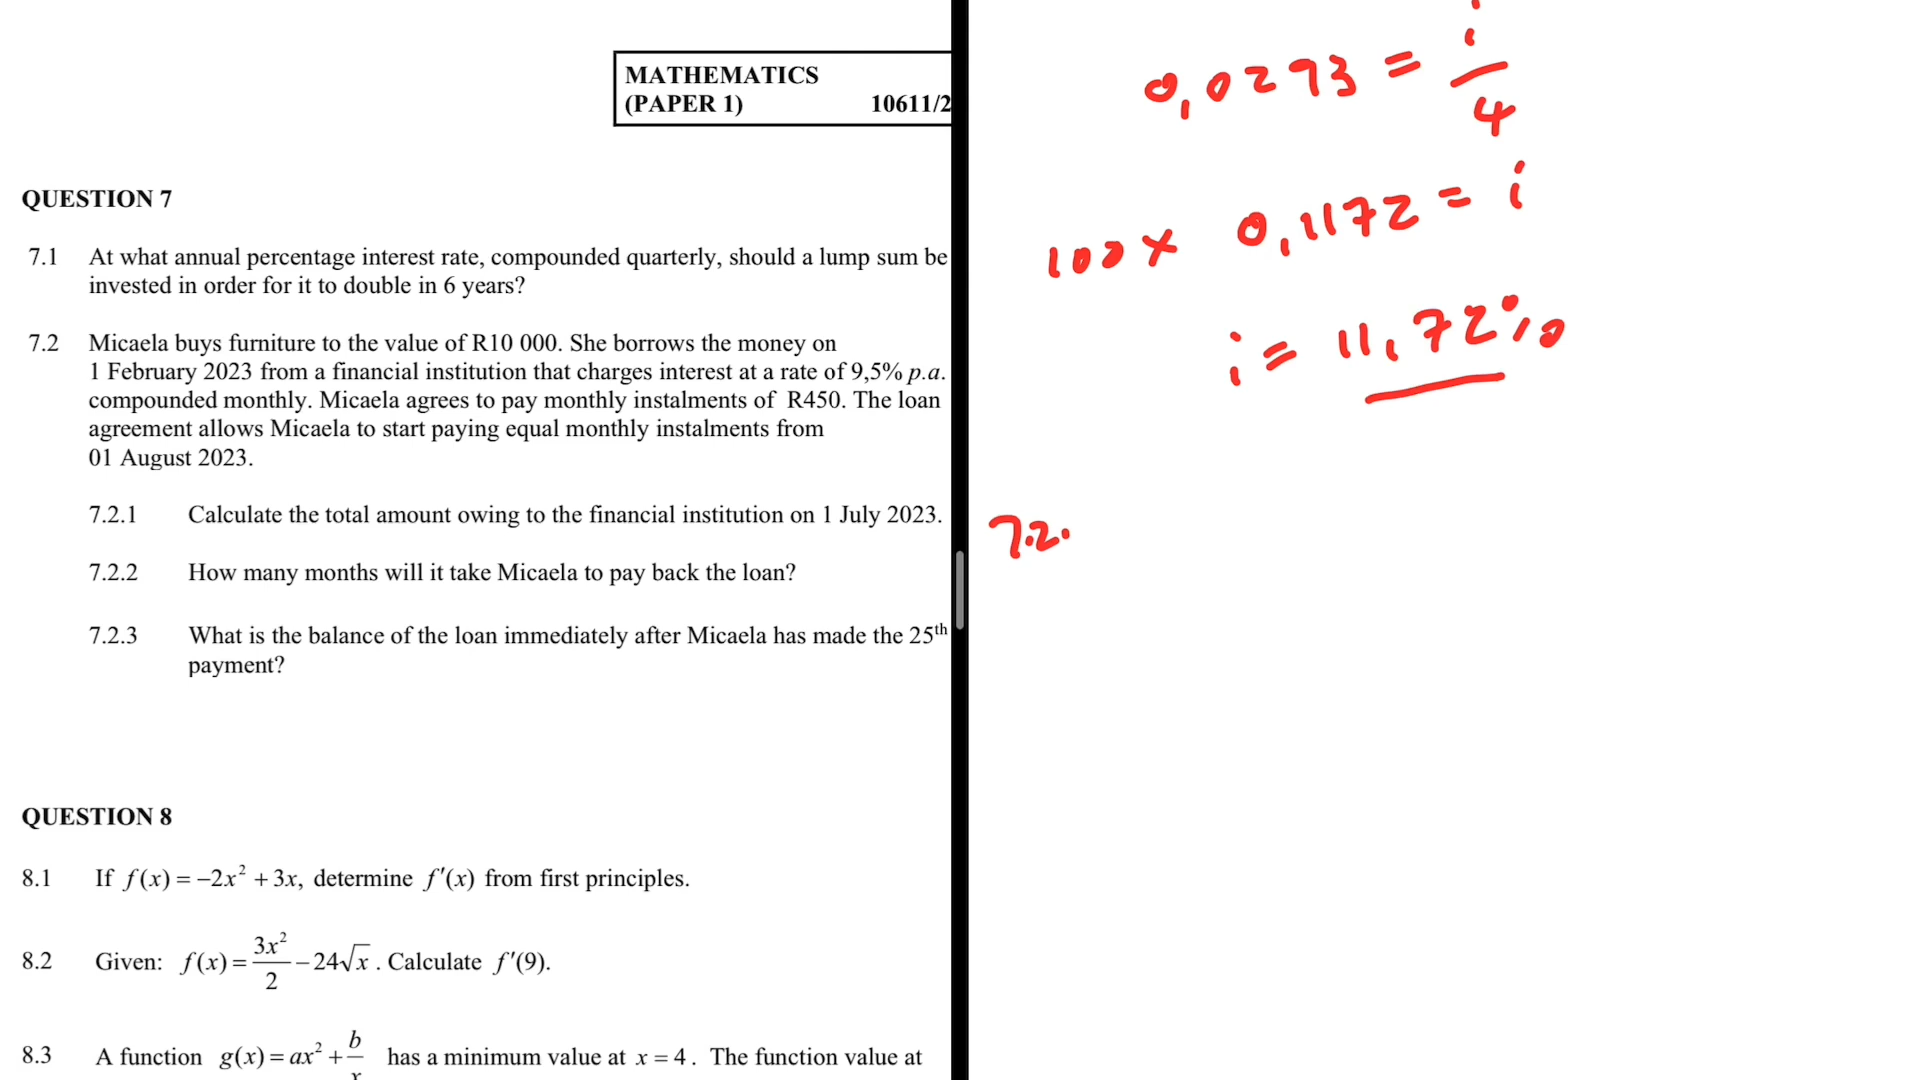 MATHEMATICS
(PAPER 1) 10611/2
QUESTION 7
7.1 At what annual percentage interest rate, compounded quarterly, should a lump sum be
invested in order for it to double in 6 years?
7.2 Micaela buys furniture to the value of R10 000. She borrows the money on
1 February 2023 from a financial institution that charges interest at a rate of 9,5% p.a.
compounded monthly. Micaela agrees to pay monthly instalments of R450. The loan
agreement allows Micaela to start paying equal monthly instalments from
01 August 2023.
7.2.1 Calculate the total amount owing to the financial institution on 1 July 2023.
7.2.2 How many months will it take Micaela to pay back the loan?
7.2.3 What is the balance of the loan immediately after Micaela has made the 25th
payment?
QUESTION 8
8.1 If f(x) = −2x² + 3x, determine f′(x) from first principles.
8.2 Given: f(x) = 3x²/2 − 24√x . Calculate f′(9).
8.3 A function g(x) = ax² + b/x has a minimum value at x = 4. The function value at
0,0293 = i/4
100 × 0,1172 = i
i = 11,72%
7.2.